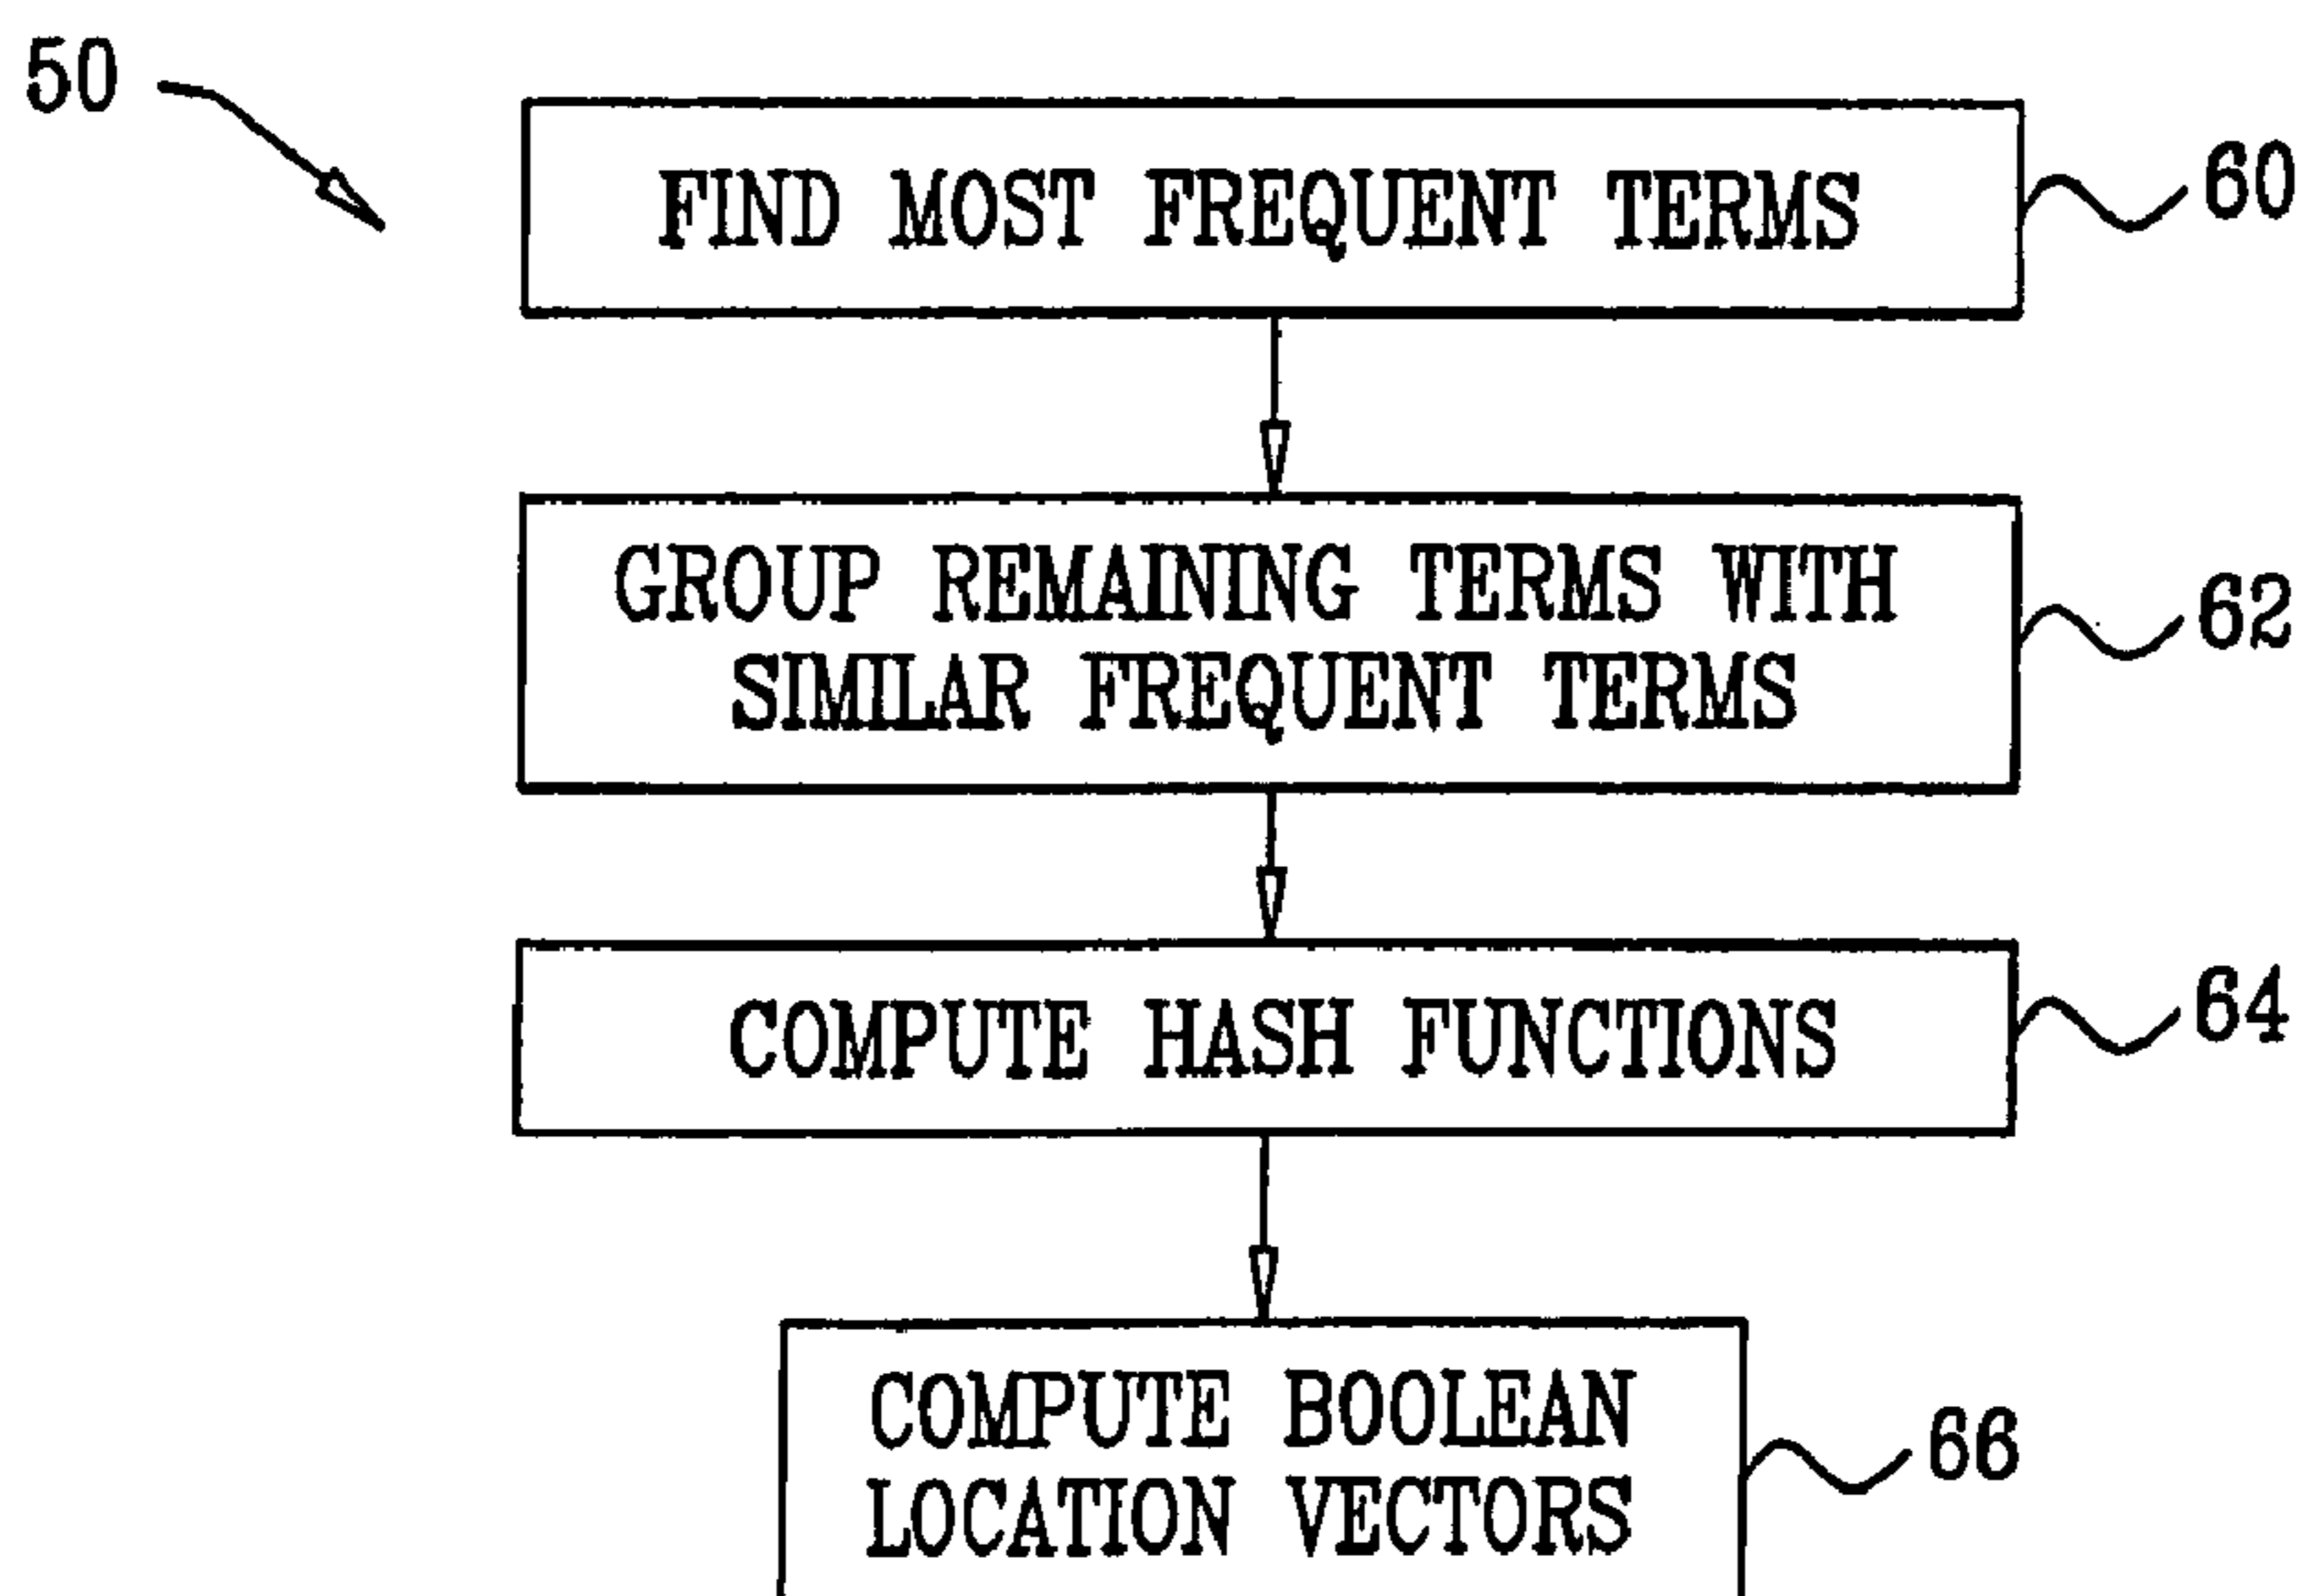 50
FIND MOST FREQUENT TERMS
60
GROUP REMAINING TERMS WITH
SIMILAR FREQUENT TERMS
62
COMPUTE HASH FUNCTIONS
64
COMPUTE BOOLEAN
LOCATION VECTORS
66